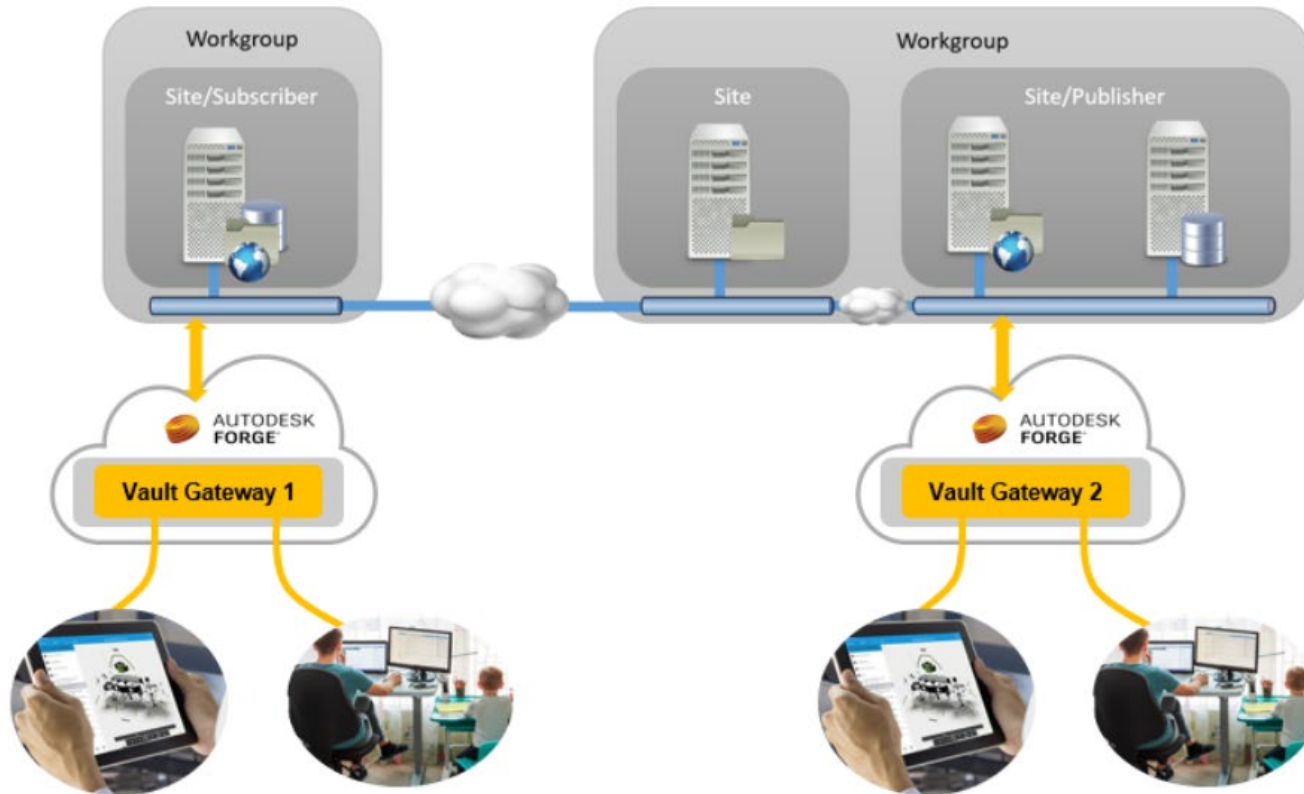 Workgroup
Workgroup
Site/Subscriber
Site
Site/Publisher
AUTODESK
FORGE
AUTODESK
FORGE
Vault Gateway 1
Vault Gateway 2